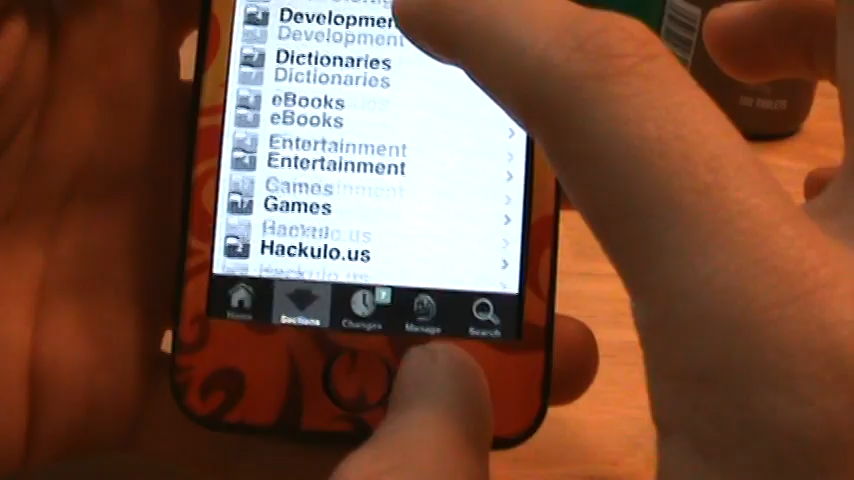 Development
Development
Dictionaries
Dictionaries
eBooks
eBooks
Entertainment
Entertainment
Games
Games
Hackulo.us
Hackulo.us
Home
Sections
Changes
7
Manage
Search